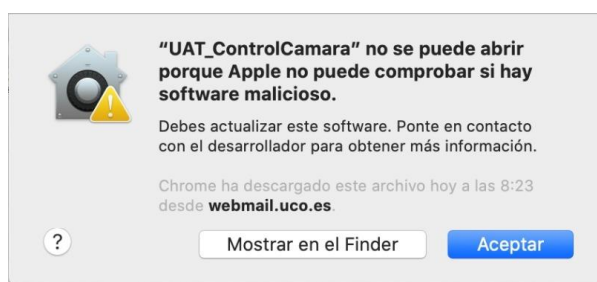 “UAT_ControlCamara” no se puede abrir
porque Apple no puede comprobar si hay
software malicioso.
Debes actualizar este software. Ponte en contacto
con el desarrollador para obtener más información.
Chrome ha descargado este archivo hoy a las 8:23
desde webmail.uco.es.
?
Mostrar en el Finder
Aceptar